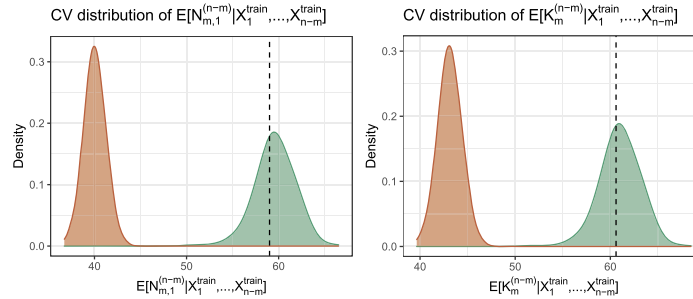 CV distribution of E[N_{m,1}^{(n−m)}|X_1^{train},...,X_{n−m}^{train}]
0.3
0.2
0.1
0.0
Density
40
50
60
E[N_{m,1}^{(n−m)}|X_1^{train},...,X_{n−m}^{train}]
CV distribution of E[K_m^{(n−m)}|X_1^{train},...,X_{n−m}^{train}]
0.3
0.2
0.1
0.0
Density
40
50
60
E[K_m^{(n−m)}|X_1^{train},...,X_{n−m}^{train}]